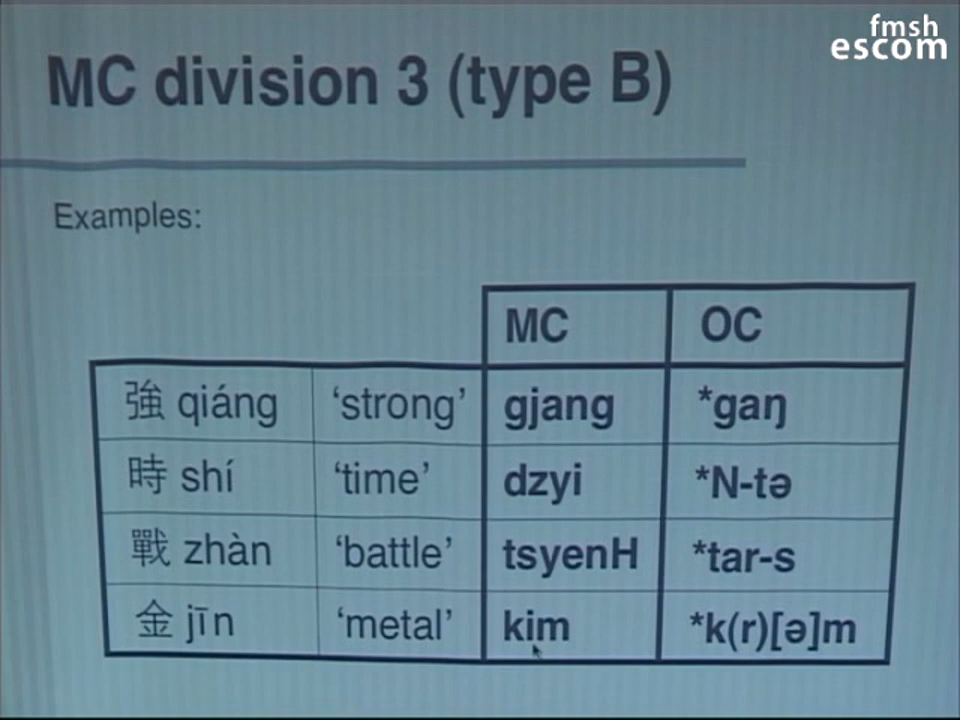 fmsh
escom
MC division 3 (type B)
Examples:
MC OC
強 qiáng 'strong' gjang *gaŋ
時 shí 'time' dzyi *N-tə
戰 zhàn 'battle' tsyenH *tar-s
金 jīn 'metal' kim *k(r)[ə]m